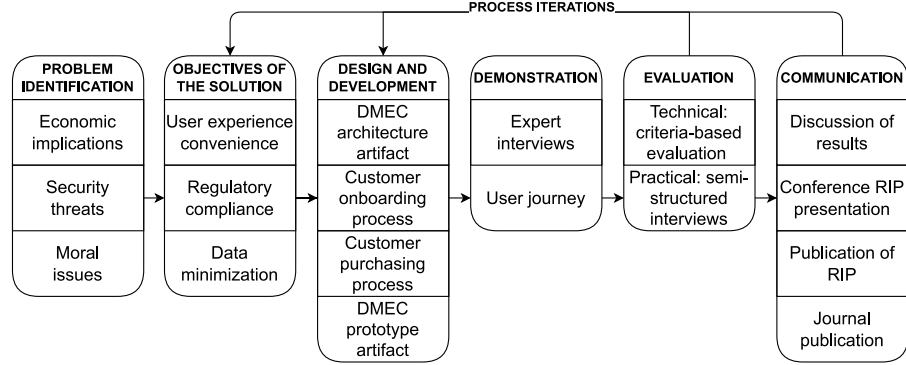 PROCESS ITERATIONS
PROBLEM
IDENTIFICATION
Economic
implications
Security
threats
Moral
issues
OBJECTIVES OF
THE SOLUTION
User experience
convenience
Regulatory
compliance
Data
minimization
DESIGN AND
DEVELOPMENT
DMEC
architecture
artifact
Customer
onboarding
process
Customer
purchasing
process
DMEC
prototype
artifact
DEMONSTRATION
Expert
interviews
User journey
EVALUATION
Technical:
criteria-based
evaluation
Practical: semi-
structured
interviews
COMMUNICATION
Discussion of
results
Conference RIP
presentation
Publication of
RIP
Journal
publication